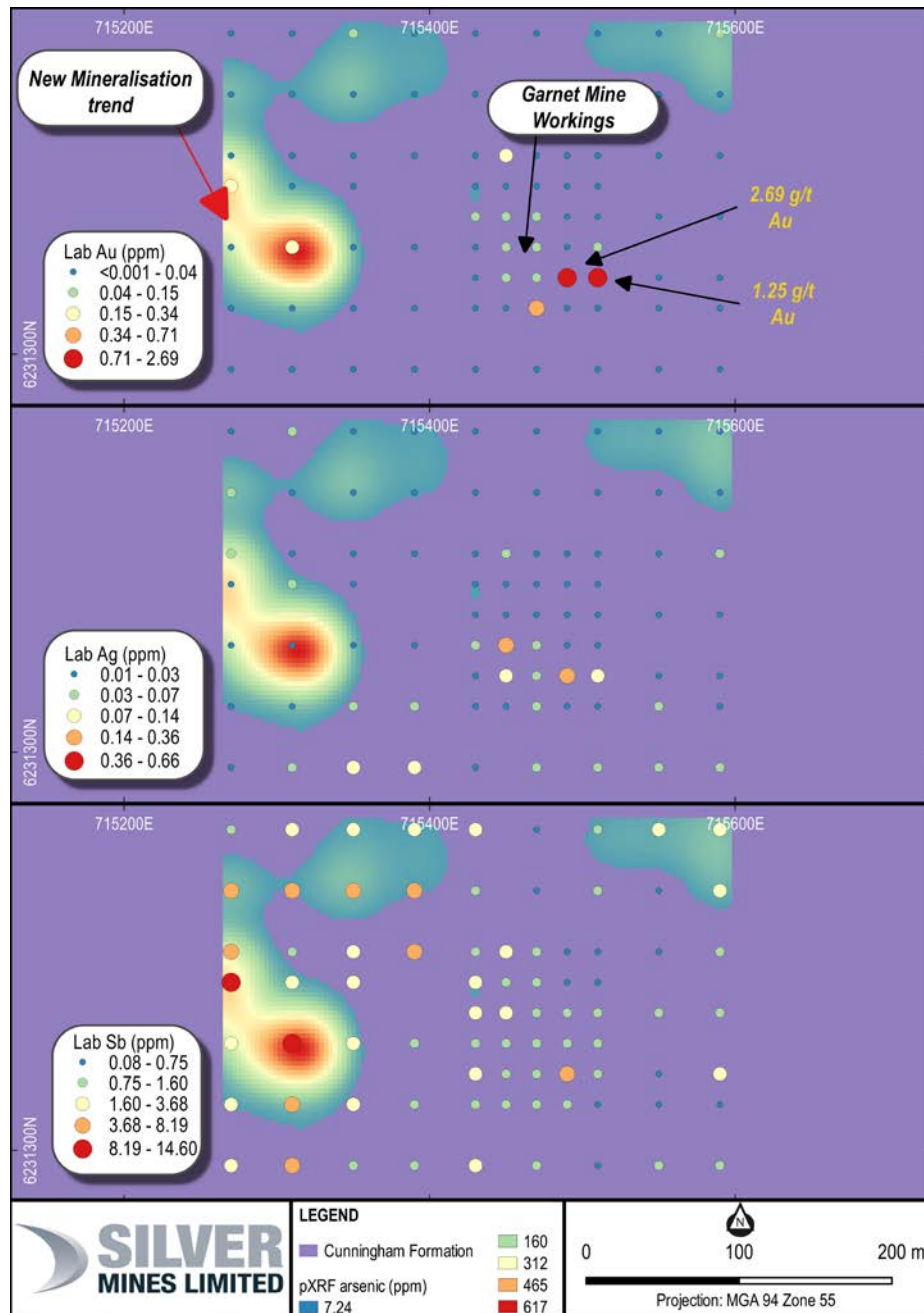 715200E
715400E
715600E
New Mineralisation
trend
Garnet Mine
Workings
2.69 g/t
Au
1.25 g/t
Au
Lab Au (ppm)
<0.001 - 0.04
0.04 - 0.15
0.15 - 0.34
0.34 - 0.71
0.71 - 2.69
6231300N
715200E
715400E
715600E
Lab Ag (ppm)
0.01 - 0.03
0.03 - 0.07
0.07 - 0.14
0.14 - 0.36
0.36 - 0.66
6231300N
715200E
715400E
715600E
Lab Sb (ppm)
0.08 - 0.75
0.75 - 1.60
1.60 - 3.68
3.68 - 8.19
8.19 - 14.60
6231300N
SILVER
MINES LIMITED
LEGEND
Cunningham Formation
pXRF arsenic (ppm)
7.24
160
312
465
617
N
0 100 200 m
Projection: MGA 94 Zone 55